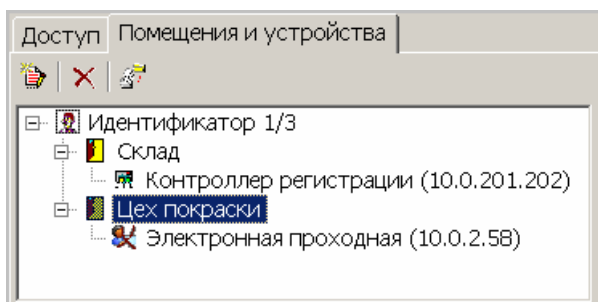 Доступ Помещения и устройства
Идентификатор 1/3
Склад
Контроллер регистрации (10.0.201.202)
Цех покраски
Электронная проходная (10.0.2.58)